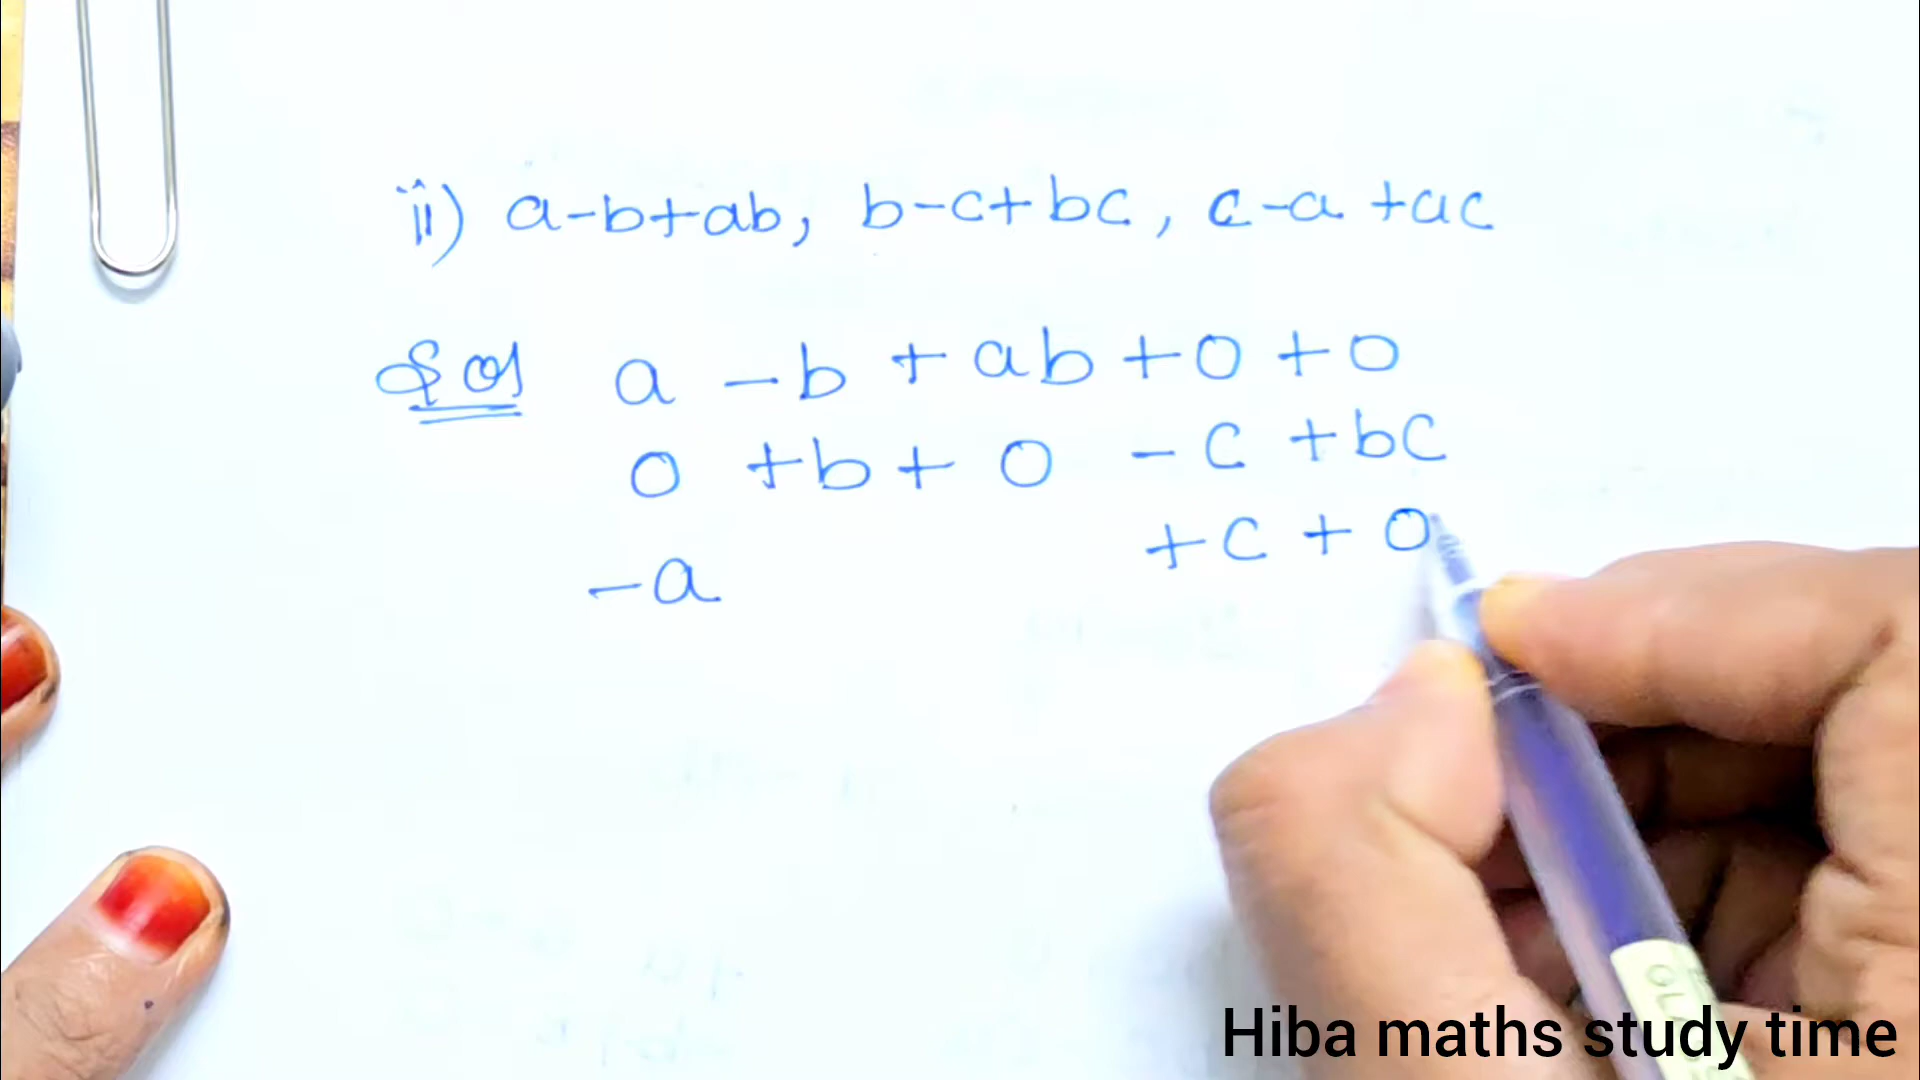 ii) a-b+ab, b-c+bc, c-a+ac
Sol a -b + ab +0 +0
0 +b + 0 -c +bc
-a +c + 0
Hiba maths study time